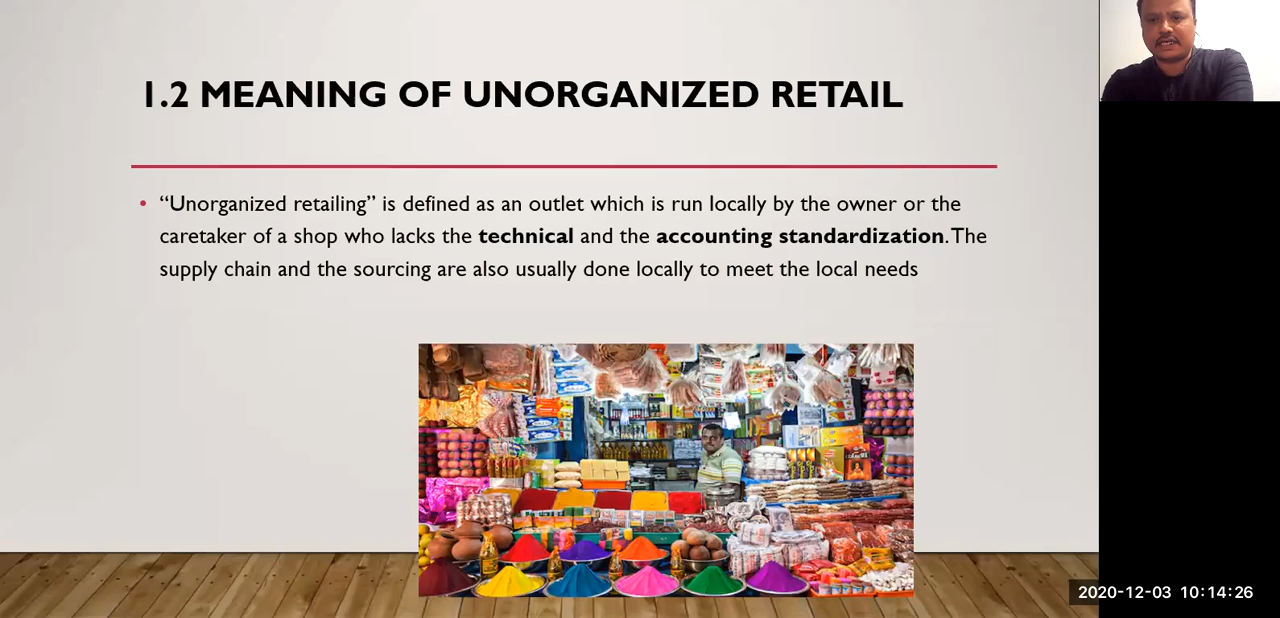 1.2 MEANING OF UNORGANIZED RETAIL
• “Unorganized retailing” is defined as an outlet which is run locally by the owner or the
caretaker of a shop who lacks the technical and the accounting standardization. The
supply chain and the sourcing are also usually done locally to meet the local needs
2020-12-03 10:14:26